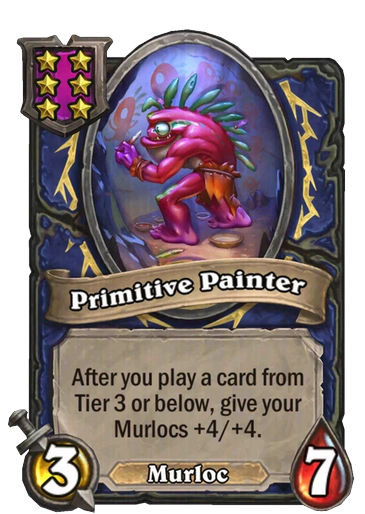 Primitive Painter
After you play a card from
Tier 3 or below, give your
Murlocs +4/+4.
3
Murloc
7